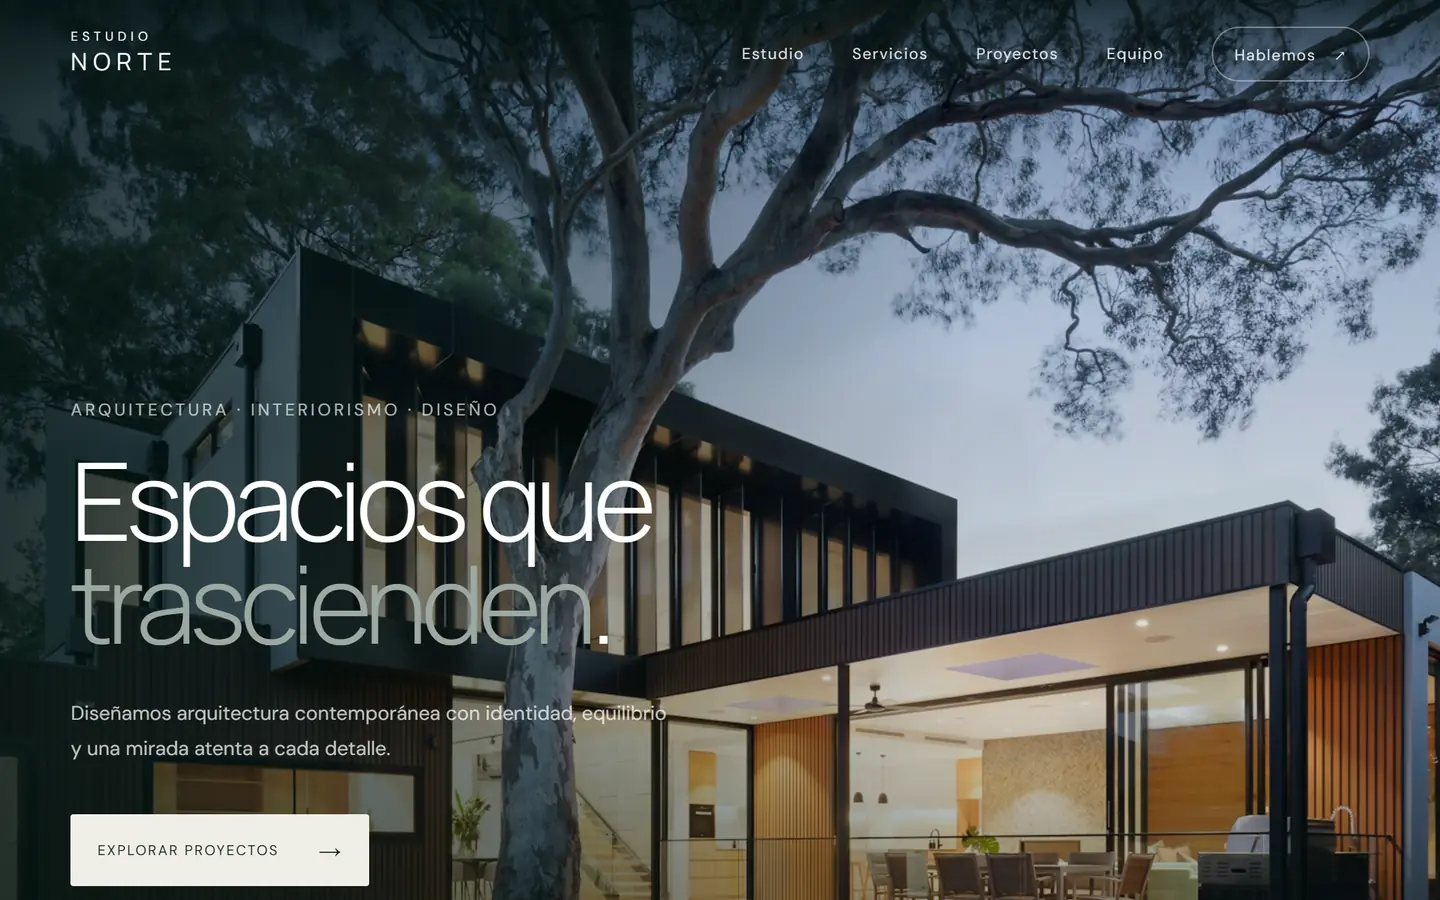 ESTUDIO
NORTE
Estudio
Servicios
Proyectos
Equipo
Hablemos ↗
ARQUITECTURA · INTERIORISMO · DISEÑO
Espacios que
trascienden.
Diseñamos arquitectura contemporánea con identidad, equilibrio
y una mirada atenta a cada detalle.
EXPLORAR PROYECTOS →